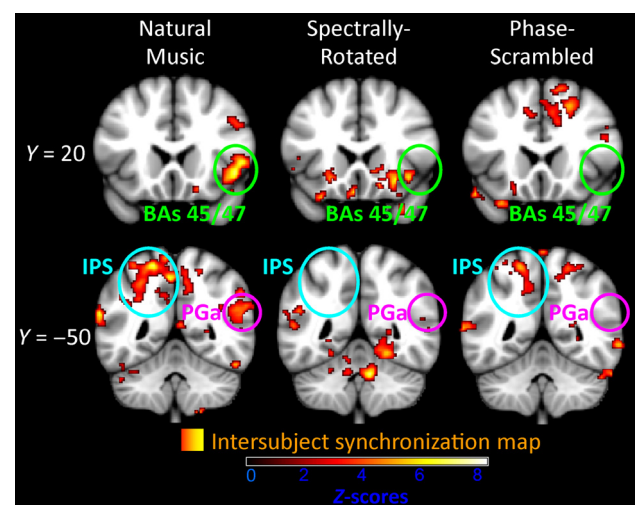 Natural Music
Spectrally-Rotated
Phase-Scrambled
Y = 20
BAs 45/47
BAs 45/47
BAs 45/47
IPS
PGa
IPS
PGa
IPS
PGa
Y = −50
Intersubject synchronization map
0 2 4 6 8
Z-scores